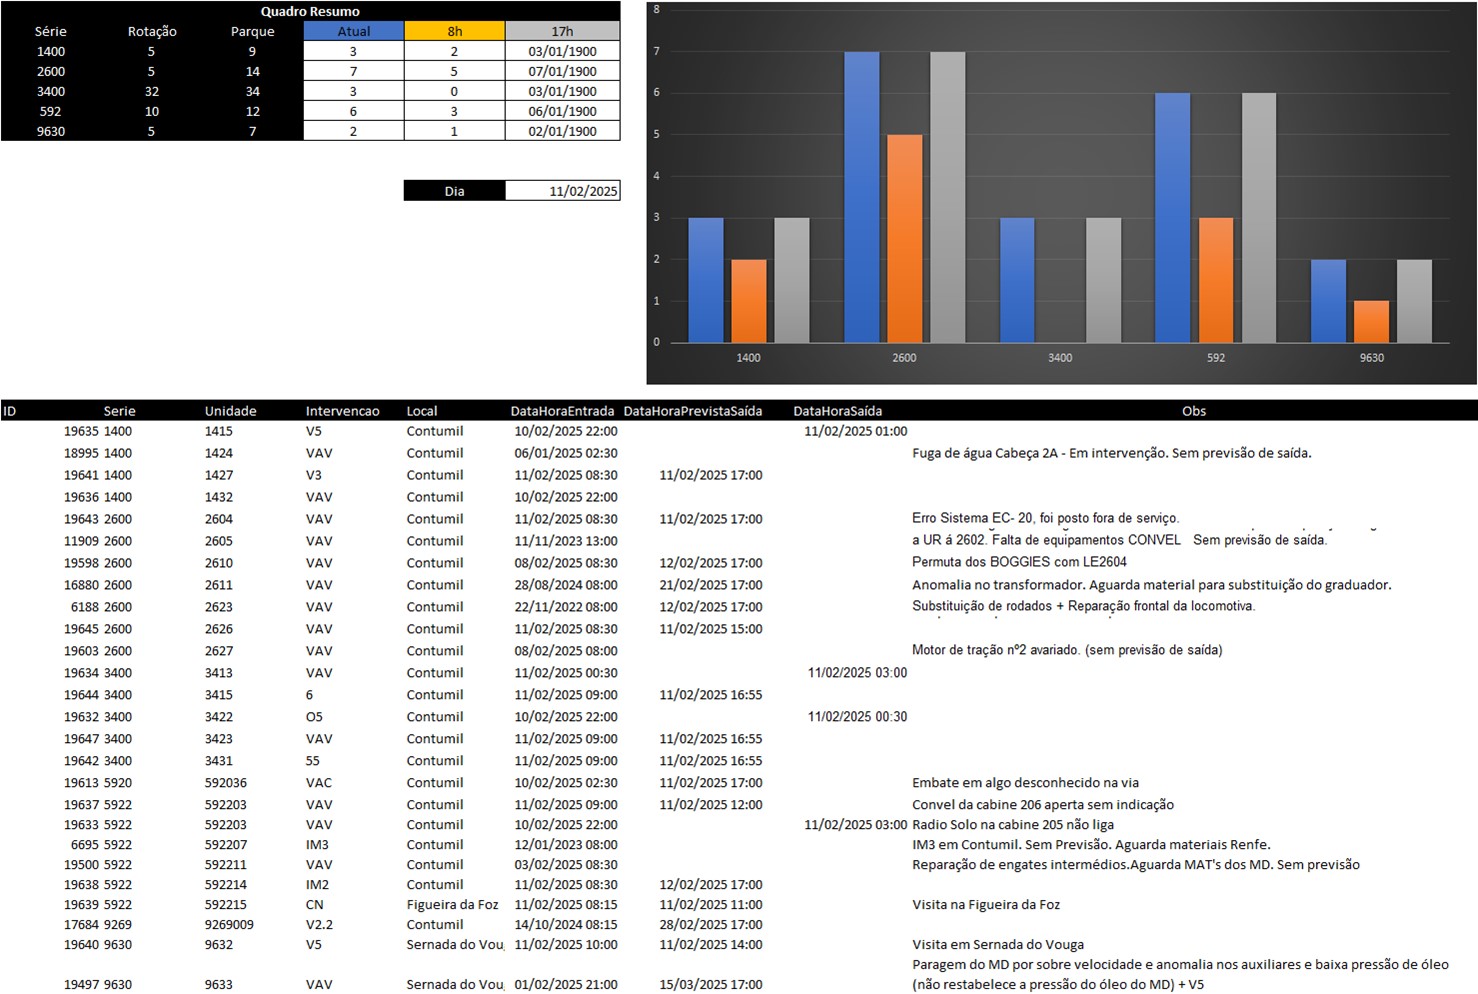 Quadro Resumo
Série Rotação Parque Atual 8h 17h
1400 5 9 3 2 03/01/1900
2600 5 14 7 5 07/01/1900
3400 32 34 3 0 03/01/1900
592 10 12 6 3 06/01/1900
9630 5 7 2 1 02/01/1900
Dia 11/02/2025
8
7
6
5
4
3
2
1
0
1400 2600 3400 592 9630
ID Serie Unidade Intervencao Local DataHoraEntrada DataHoraPrevistaSaída DataHoraSaída Obs
19635 1400 1415 V5 Contumil 10/02/2025 22:00 11/02/2025 01:00
18995 1400 1424 VAV Contumil 06/01/2025 02:30 Fuga de água Cabeça 2A - Em intervenção. Sem previsão de saída.
19641 1400 1427 V3 Contumil 11/02/2025 08:30 11/02/2025 17:00
19636 1400 1432 VAV Contumil 10/02/2025 22:00
19643 2600 2604 VAV Contumil 11/02/2025 08:30 11/02/2025 17:00 Erro Sistema EC- 20, foi posto fora de serviço.
11909 2600 2605 VAV Contumil 11/11/2023 13:00 a UR á 2602. Falta de equipamentos CONVEL Sem previsão de saída.
19598 2600 2610 VAV Contumil 08/02/2025 08:30 12/02/2025 17:00 Permuta dos BOGGIES com LE2604
16880 2600 2611 VAV Contumil 28/08/2024 08:00 21/02/2025 17:00 Anomalia no transformador. Aguarda material para substituição do graduador.
6188 2600 2623 VAV Contumil 22/11/2022 08:00 12/02/2025 17:00 Substituição de rodados + Reparação frontal da locomotiva.
19645 2600 2626 VAV Contumil 11/02/2025 08:30 11/02/2025 15:00
19603 2600 2627 VAV Contumil 08/02/2025 08:00 Motor de tração nº2 avariado. (sem previsão de saída)
19634 3400 3413 VAV Contumil 11/02/2025 00:30 11/02/2025 03:00
19644 3400 3415 6 Contumil 11/02/2025 09:00 11/02/2025 16:55
19632 3400 3422 O5 Contumil 10/02/2025 22:00 11/02/2025 00:30
19647 3400 3423 VAV Contumil 11/02/2025 09:00 11/02/2025 16:55
19642 3400 3431 55 Contumil 11/02/2025 09:00 11/02/2025 16:55
19613 5920 592036 VAC Contumil 10/02/2025 02:30 11/02/2025 17:00 Embate em algo desconhecido na via
19637 5922 592203 VAV Contumil 11/02/2025 09:00 11/02/2025 12:00 Convel da cabine 206 aperta sem indicação
19633 5922 592203 VAV Contumil 10/02/2025 22:00 11/02/2025 03:00 Radio Solo na cabine 205 não liga
6695 5922 592207 IM3 Contumil 12/01/2023 08:00 IM3 em Contumil. Sem Previsão. Aguarda materiais Renfe.
19500 5922 592211 VAV Contumil 03/02/2025 08:30 Reparação de engates intermédios.Aguarda MAT's dos MD. Sem previsão
19638 5922 592214 IM2 Contumil 11/02/2025 08:30 12/02/2025 17:00
19639 5922 592215 CN Figueira da Foz 11/02/2025 08:15 11/02/2025 11:00 Visita na Figueira da Foz
17684 9269 9269009 V2.2 Contumil 14/10/2024 08:15 28/02/2025 17:00
19640 9630 9632 V5 Sernada do Vou 11/02/2025 10:00 11/02/2025 14:00 Visita em Sernada do Vouga
Paragem do MD por sobre velocidade e anomalia nos auxiliares e baixa pressão de óleo
19497 9630 9633 VAV Sernada do Vou 01/02/2025 21:00 15/03/2025 17:00 (não restabelece a pressão do óleo do MD) + V5